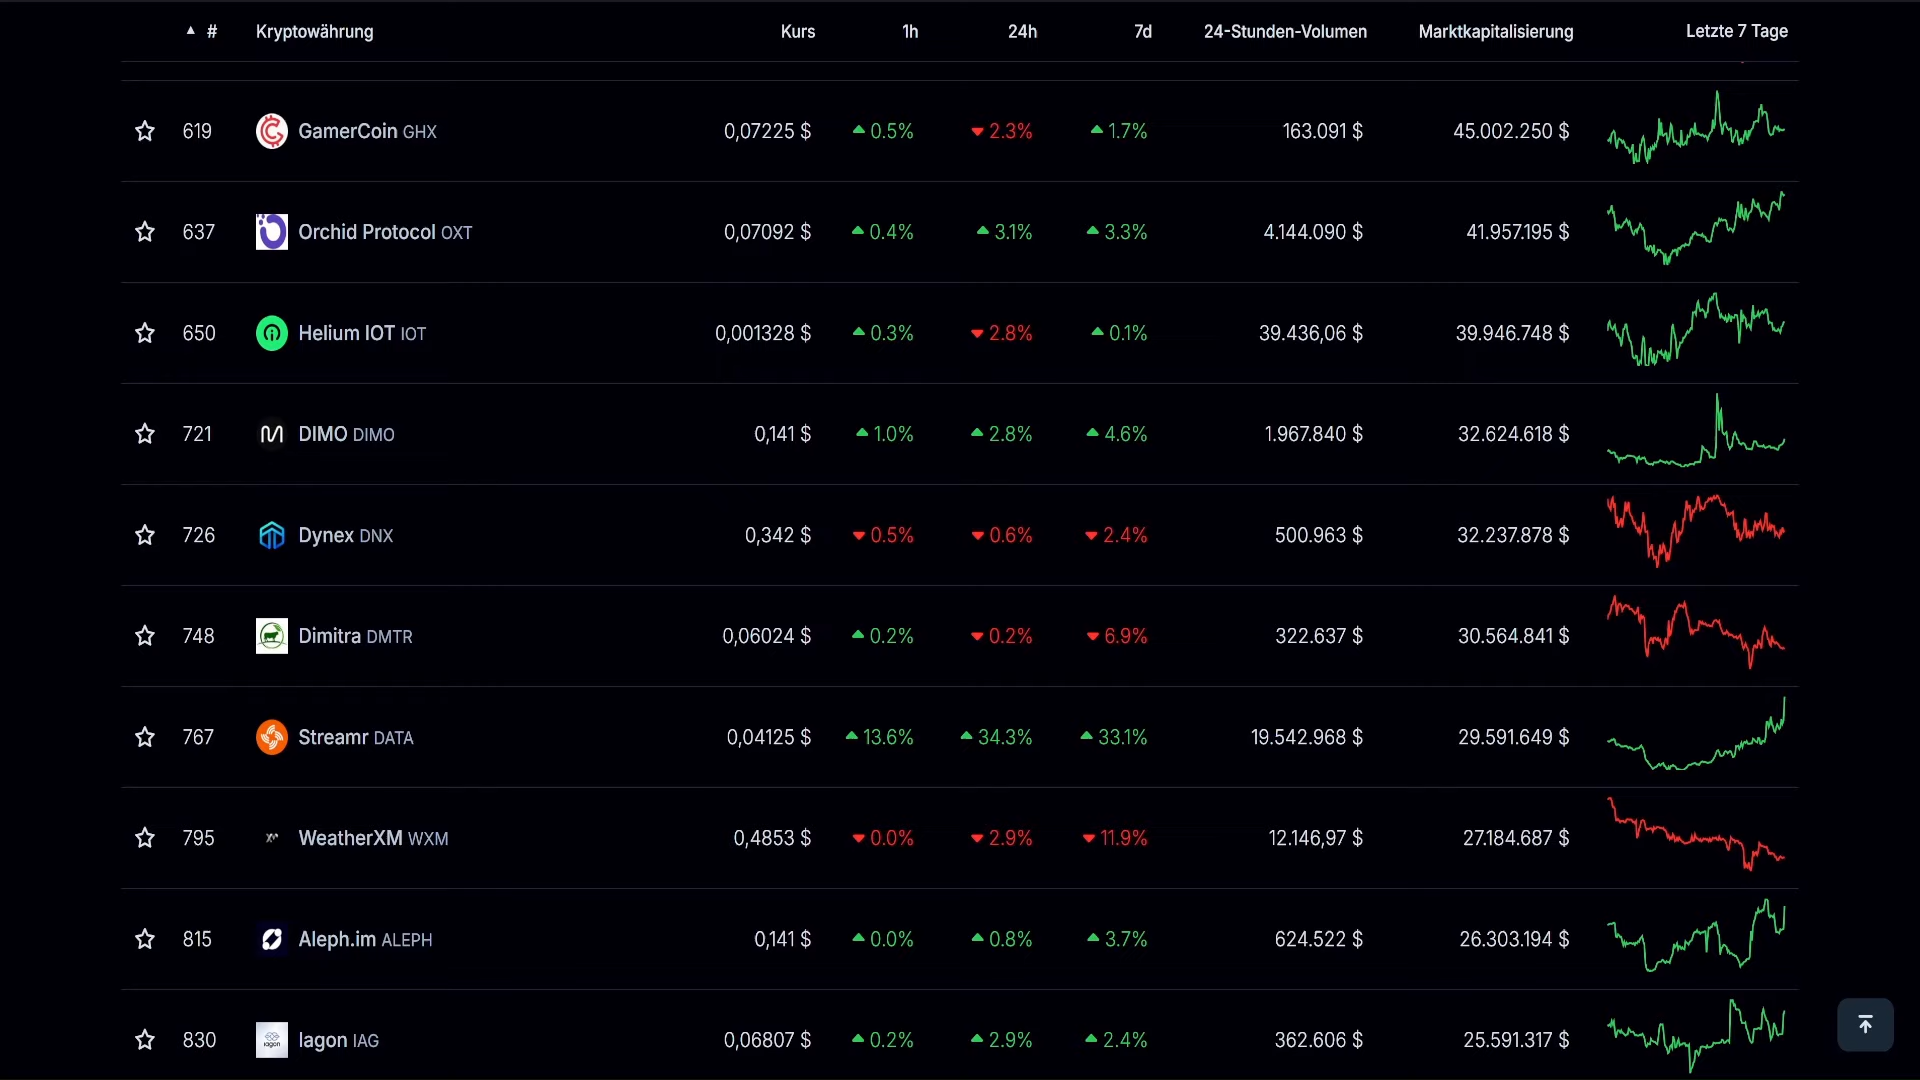 ▲ # Kryptowährung Kurs 1h 24h 7d 24-Stunden-Volumen Marktkapitalisierung Letzte 7 Tage
619 GamerCoin GHX 0,07225 $ ▲ 0.5% ▼ 2.3% ▲ 1.7% 163.091 $ 45.002.250 $
637 Orchid Protocol OXT 0,07092 $ ▲ 0.4% ▲ 3.1% ▲ 3.3% 4.144.090 $ 41.957.195 $
650 Helium IOT IOT 0,001328 $ ▲ 0.3% ▼ 2.8% ▲ 0.1% 39.436,06 $ 39.946.748 $
721 DIMO DIMO 0,141 $ ▲ 1.0% ▲ 2.8% ▲ 4.6% 1.967.840 $ 32.624.618 $
726 Dynex DNX 0,342 $ ▼ 0.5% ▼ 0.6% ▼ 2.4% 500.963 $ 32.237.878 $
748 Dimitra DMTR 0,06024 $ ▲ 0.2% ▼ 0.2% ▼ 6.9% 322.637 $ 30.564.841 $
767 Streamr DATA 0,04125 $ ▲ 13.6% ▲ 34.3% ▲ 33.1% 19.542.968 $ 29.591.649 $
795 WeatherXM WXM 0,4853 $ ▼ 0.0% ▼ 2.9% ▼ 11.9% 12.146,97 $ 27.184.687 $
815 Aleph.im ALEPH 0,141 $ ▲ 0.0% ▲ 0.8% ▲ 3.7% 624.522 $ 26.303.194 $
830 Iagon IAG 0,06807 $ ▲ 0.2% ▲ 2.9% ▲ 2.4% 362.606 $ 25.591.317 $